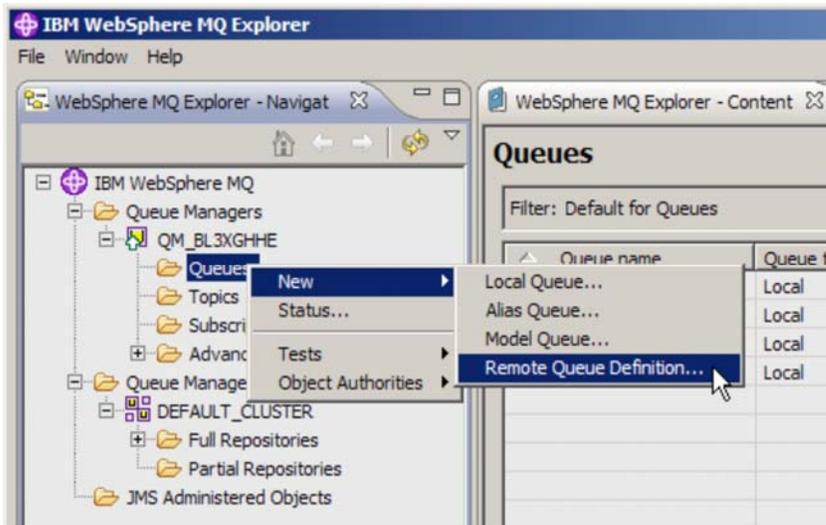 IBM WebSphere MQ Explorer
File Window Help
WebSphere MQ Explorer - Navigat
IBM WebSphere MQ
Queue Managers
QM_BL3XGHHE
Queues
Topics
Subscri
Advanc
Queue Manage
DEFAULT_CLUSTER
Full Repositories
Partial Repositories
JMS Administered Objects
New
Status...
Tests
Object Authorities
Local Queue...
Alias Queue...
Model Queue...
Remote Queue Definition...
WebSphere MQ Explorer - Content
Queues
Filter: Default for Queues
Queue name Queue t
Local
Local
Local
Local